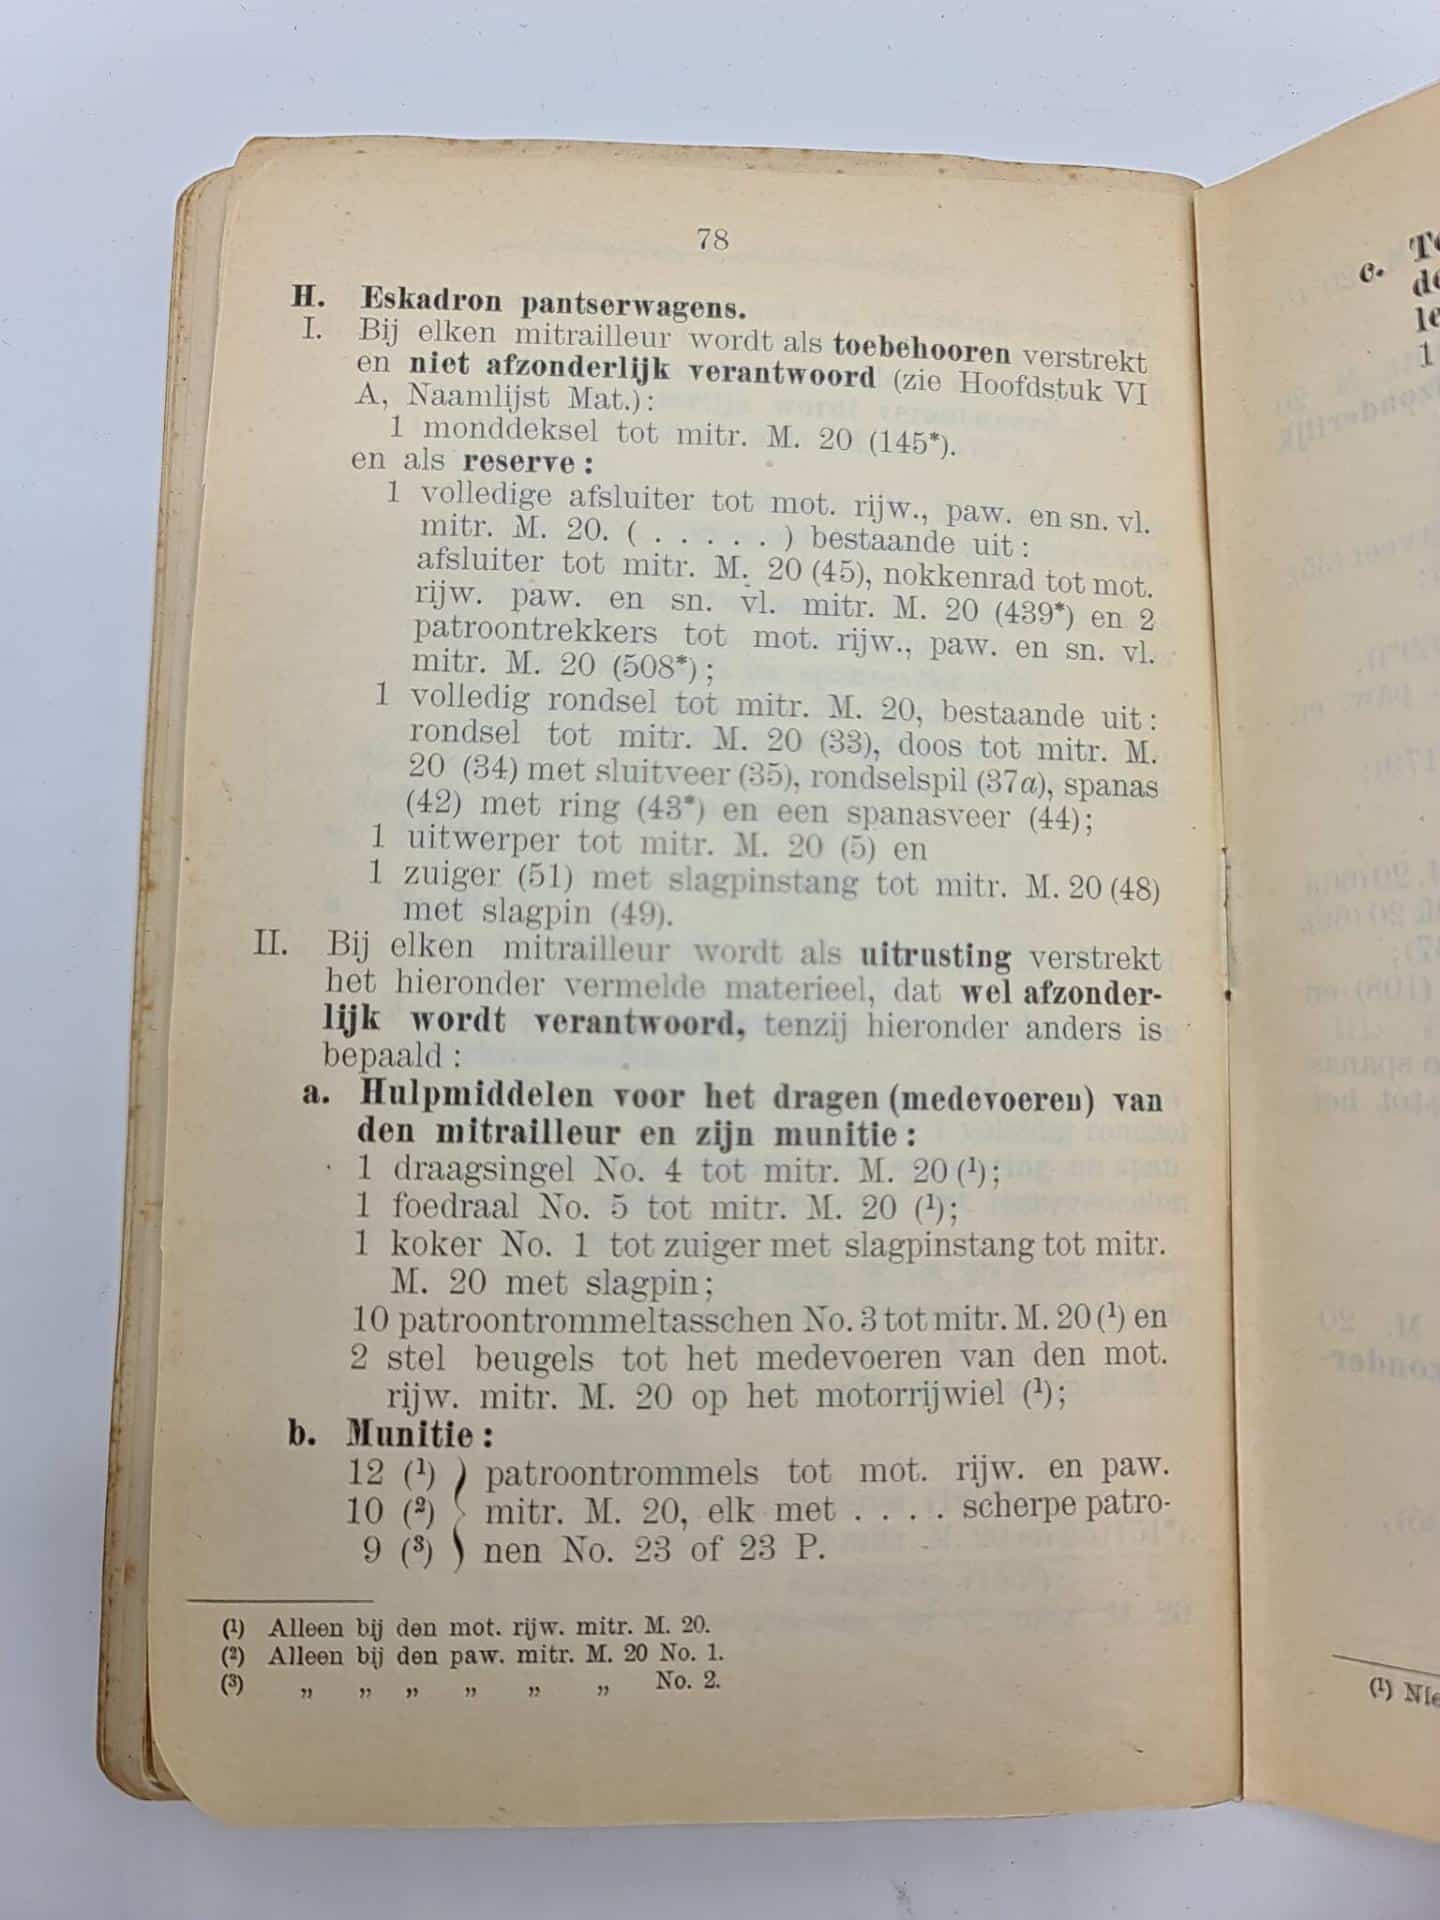 78
H. Eskadron pantserwagens.
I. Bij elken mitrailleur wordt als toebehooren verstrekt
en niet afzonderlijk verantwoord (zie Hoofdstuk VI
A, Naamlijst Mat.):
1 monddeksel tot mitr. M. 20 (145*).
en als reserve:
1 volledige afsluiter tot mot. rijw., paw. en sn. vl.
mitr. M. 20. ( . . . . . ) bestaande uit:
afsluiter tot mitr. M. 20 (45), nokkenrad tot mot.
rijw. paw. en sn. vl. mitr. M. 20 (439*) en 2
patroontrekkers tot mot. rijw., paw. en sn. vl.
mitr. M. 20 (508*);
1 volledig rondsel tot mitr. M. 20, bestaande uit:
rondsel tot mitr. M. 20 (33), doos tot mitr. M.
20 (34) met sluitveer (35), rondselspil (37a), spanas
(42) met ring (43*) en een spanasveer (44);
1 uitwerper tot mitr. M. 20 (5) en
1 zuiger (51) met slagpinstang tot mitr. M. 20 (48)
met slagpin (49).
II. Bij elken mitrailleur wordt als uitrusting verstrekt
het hieronder vermelde materieel, dat wel afzonder-
lijk wordt verantwoord, tenzij hieronder anders is
bepaald:
a. Hulpmiddelen voor het dragen (medevoeren) van
den mitrailleur en zijn munitie:
1 draagsingel No. 4 tot mitr. M. 20 (¹);
1 foedraal No. 5 tot mitr. M. 20 (¹);
1 koker No. 1 tot zuiger met slagpinstang tot mitr.
M. 20 met slagpin;
10 patroontrommeltasschen No. 3 tot mitr. M. 20 (¹) en
2 stel beugels tot het medevoeren van den mot.
rijw. mitr. M. 20 op het motorrijwiel (¹);
b. Munitie:
12 (¹) ) patroontrommels tot mot. rijw. en paw.
10 (²) } mitr. M. 20, elk met . . . . scherpe patro-
9 (³) ) nen No. 23 of 23 P.
(¹) Alleen bij den mot. rijw. mitr. M. 20.
(²) Alleen bij den paw. mitr. M. 20 No. 1.
(³) „ „ „ „ „ „ No. 2.
c.
1
(¹)